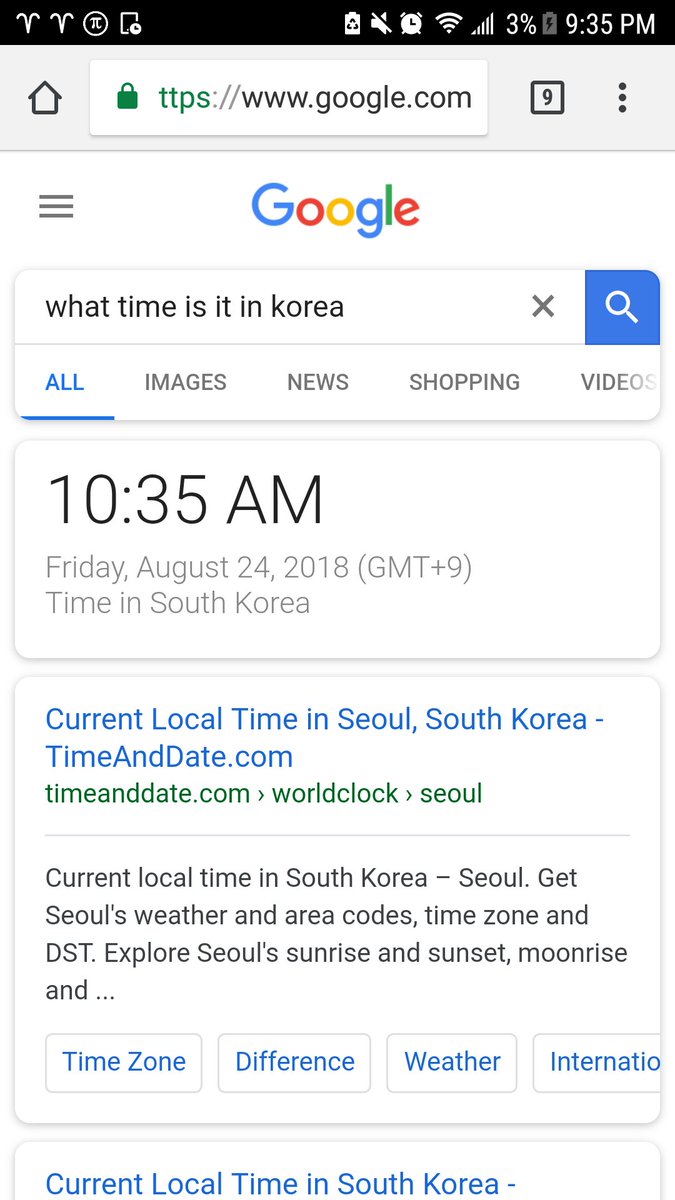 3% 9:35 PM
ttps://www.google.com 9
Google
what time is it in korea
ALL IMAGES NEWS SHOPPING VIDEOS
10:35 AM
Friday, August 24, 2018 (GMT+9)
Time in South Korea
Current Local Time in Seoul, South Korea -
TimeAndDate.com
timeanddate.com › worldclock › seoul
Current local time in South Korea – Seoul. Get
Seoul's weather and area codes, time zone and
DST. Explore Seoul's sunrise and sunset, moonrise
and ...
Time Zone Difference Weather Internatio
Current Local Time in South Korea -